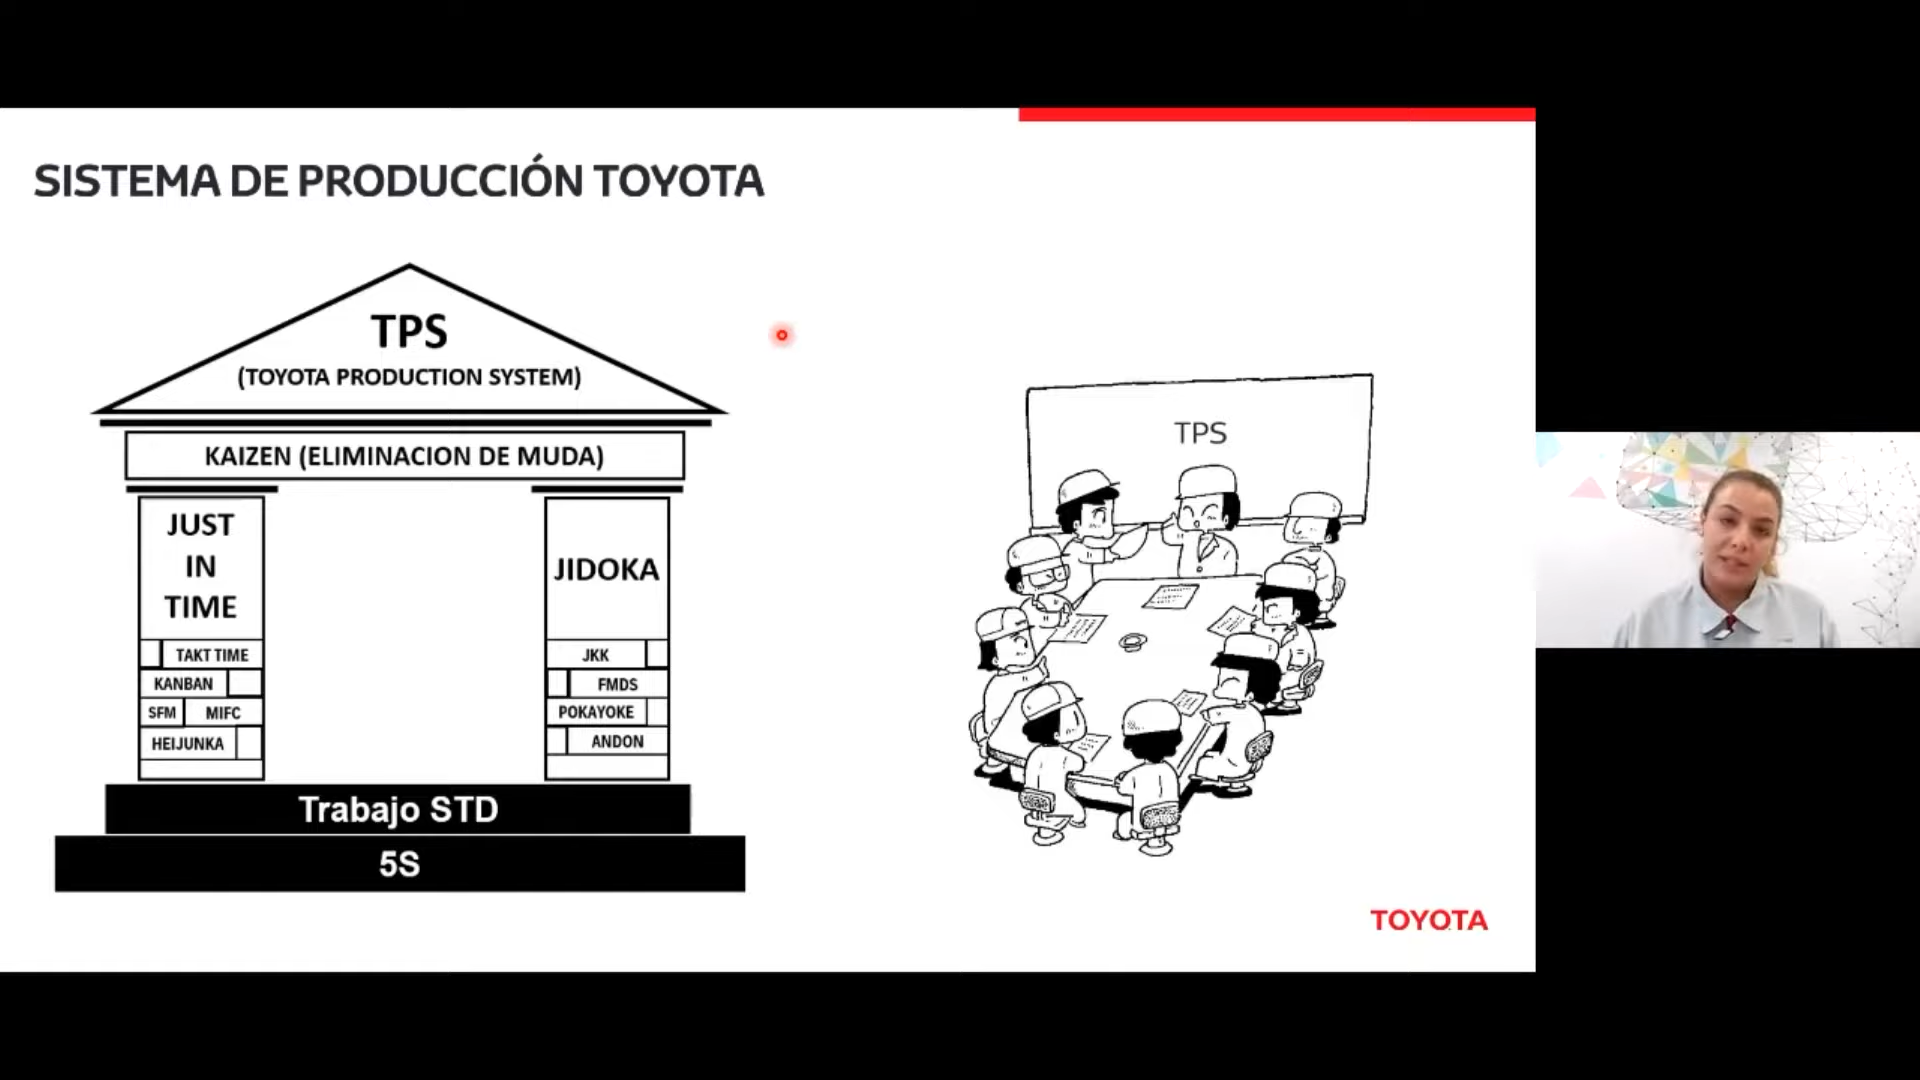 SISTEMA DE PRODUCCIÓN TOYOTA
TPS
(TOYOTA PRODUCTION SYSTEM)
KAIZEN (ELIMINACION DE MUDA)
JUST
IN
TIME
TAKT TIME
KANBAN
SFM MIFC
HEIJUNKA
JIDOKA
JKK
FMDS
POKAYOKE
ANDON
Trabajo STD
5S
TPS
TOYOTA